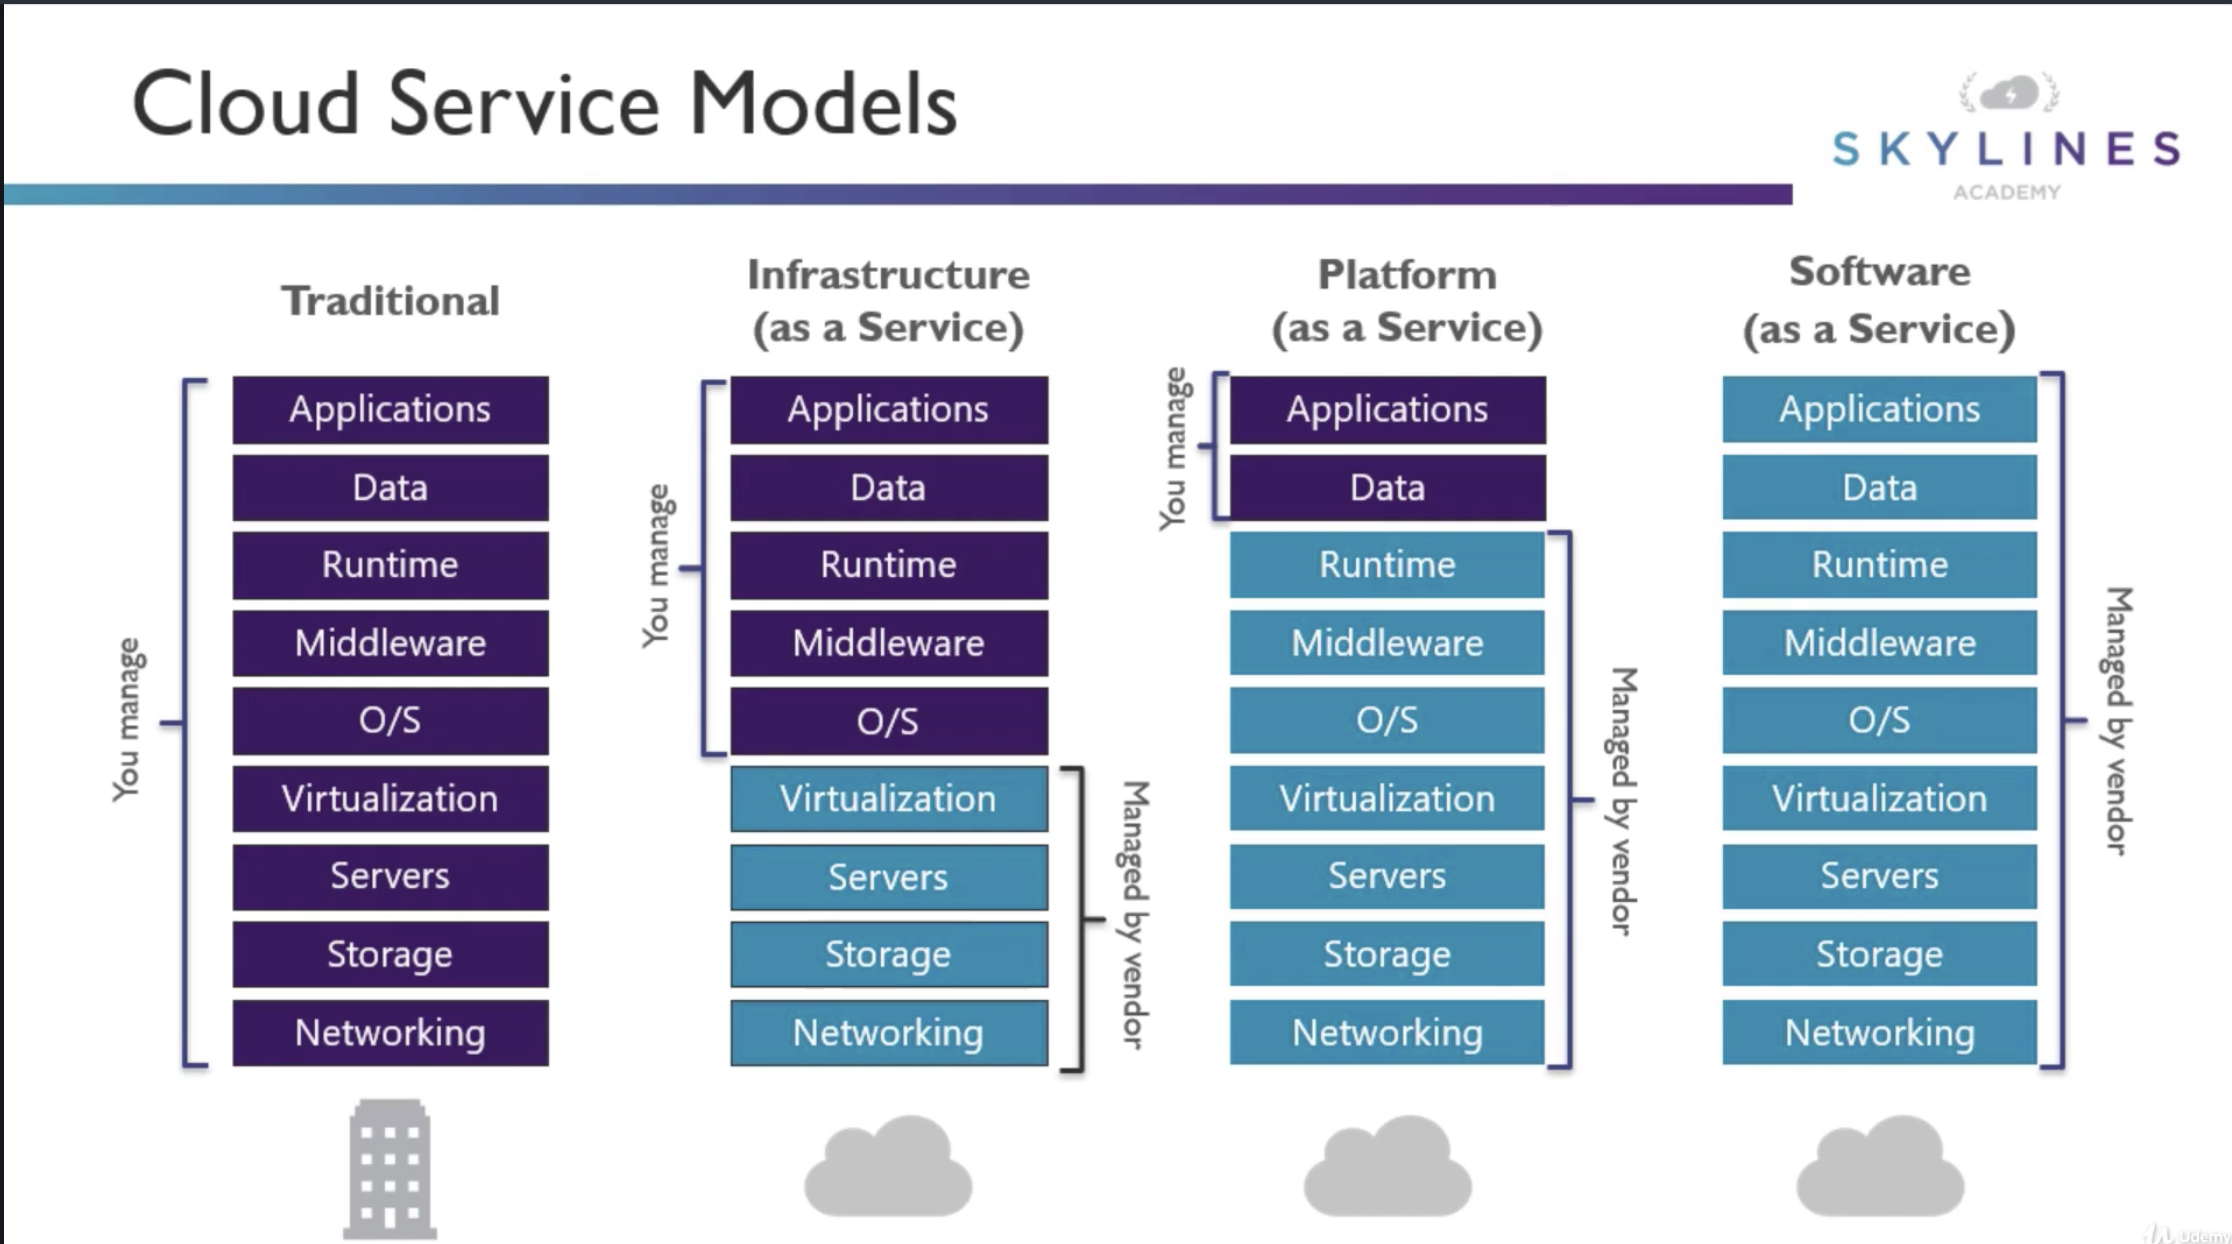 Cloud Service Models
SKYLINES
ACADEMY
Traditional
You manage
Applications
Data
Runtime
Middleware
O/S
Virtualization
Servers
Storage
Networking
Infrastructure
(as a Service)
You manage
Applications
Data
Runtime
Middleware
O/S
Virtualization
Servers
Storage
Networking
Managed by vendor
Platform
(as a Service)
You manage
Applications
Data
Runtime
Middleware
O/S
Virtualization
Servers
Storage
Networking
Managed by vendor
Software
(as a Service)
Applications
Data
Runtime
Middleware
O/S
Virtualization
Servers
Storage
Networking
Managed by vendor
Udemy